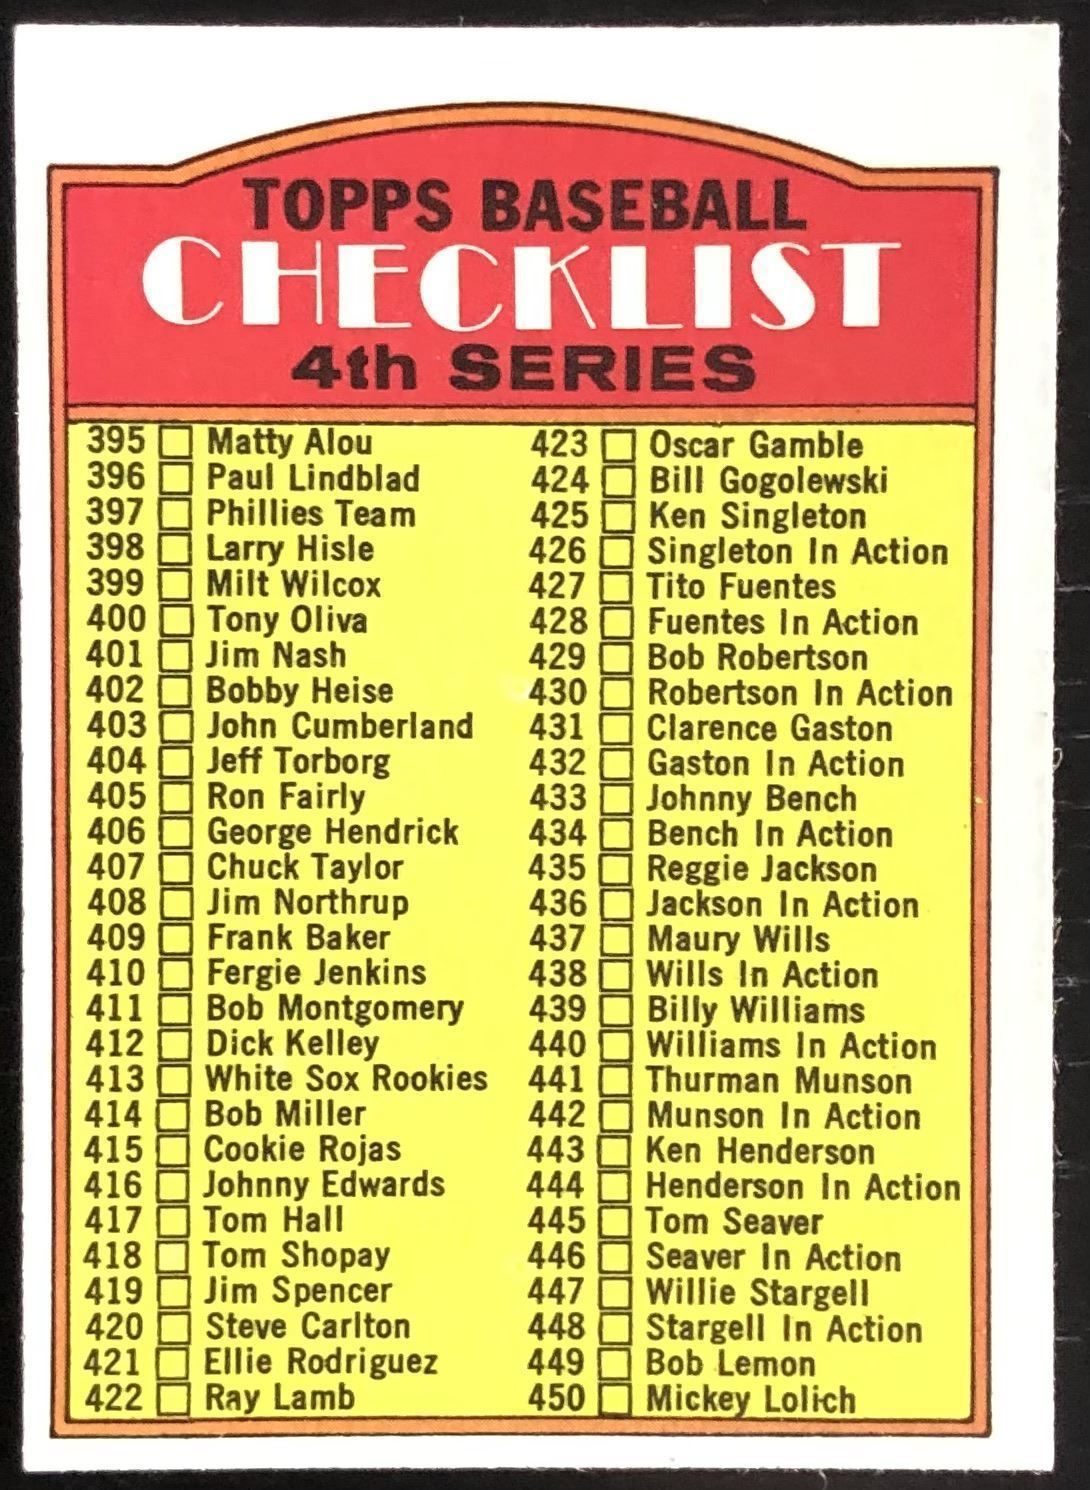 TOPPS BASEBALL
CHECKLIST
4th SERIES
395 Matty Alou
396 Paul Lindblad
397 Phillies Team
398 Larry Hisle
399 Milt Wilcox
400 Tony Oliva
401 Jim Nash
402 Bobby Heise
403 John Cumberland
404 Jeff Torborg
405 Ron Fairly
406 George Hendrick
407 Chuck Taylor
408 Jim Northrup
409 Frank Baker
410 Fergie Jenkins
411 Bob Montgomery
412 Dick Kelley
413 White Sox Rookies
414 Bob Miller
415 Cookie Rojas
416 Johnny Edwards
417 Tom Hall
418 Tom Shopay
419 Jim Spencer
420 Steve Carlton
421 Ellie Rodriguez
422 Ray Lamb
423 Oscar Gamble
424 Bill Gogolewski
425 Ken Singleton
426 Singleton In Action
427 Tito Fuentes
428 Fuentes In Action
429 Bob Robertson
430 Robertson In Action
431 Clarence Gaston
432 Gaston In Action
433 Johnny Bench
434 Bench In Action
435 Reggie Jackson
436 Jackson In Action
437 Maury Wills
438 Wills In Action
439 Billy Williams
440 Williams In Action
441 Thurman Munson
442 Munson In Action
443 Ken Henderson
444 Henderson In Action
445 Tom Seaver
446 Seaver In Action
447 Willie Stargell
448 Stargell In Action
449 Bob Lemon
450 Mickey Lolich